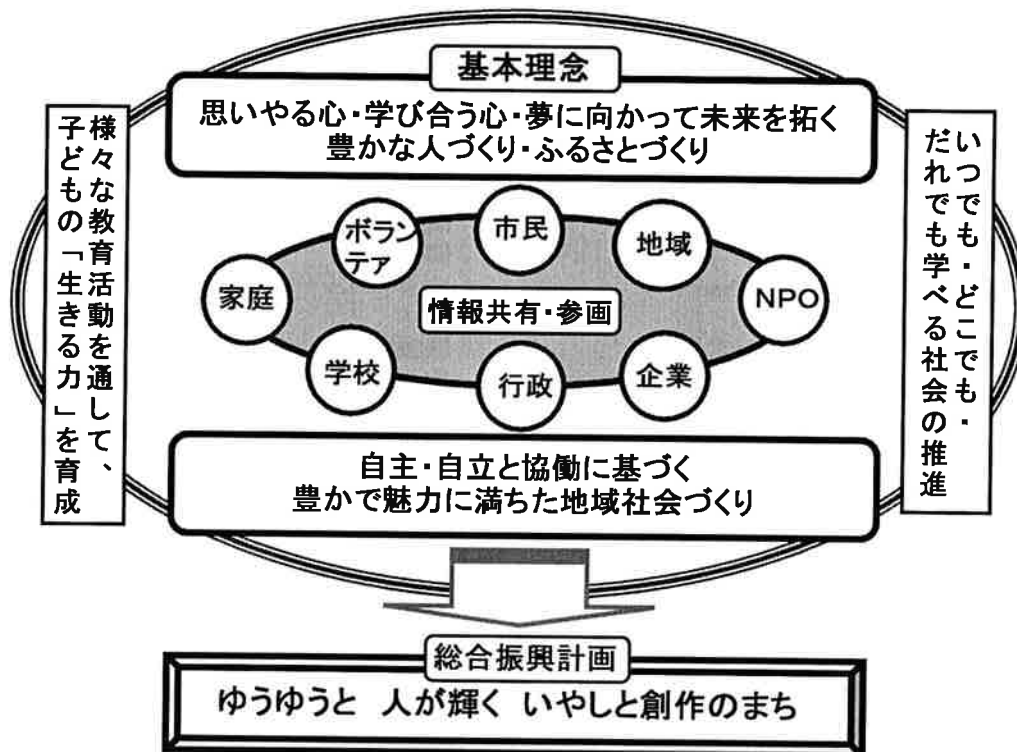 基本理念
思いやる心・学び合う心・夢に向かって未来を拓く
豊かな人づくり・ふるさとづくり
いつでも・どこでも・
だれでも学べる社会の推進
様々な教育活動を通して、
子どもの「生きる力」を育成
ボラン
ティア
市民
地域
家庭
情報共有・参画
NPO
学校
行政
企業
自主・自立と協働に基づく
豊かで魅力に満ちた地域社会づくり
総合振興計画
ゆうゆうと 人が輝く いやしと創作のまち